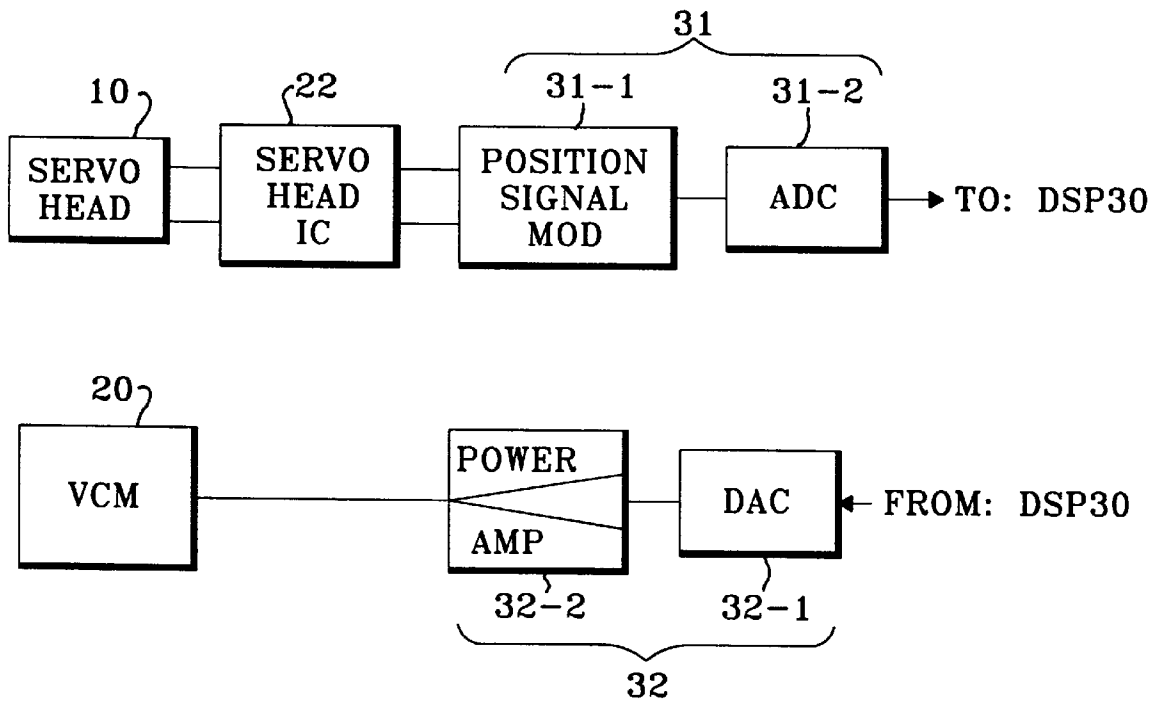 31
10
22
31-1
31-2
SERVO
HEAD
SERVO
HEAD
IC
POSITION
SIGNAL
MOD
ADC
TO: DSP30
20
VCM
POWER
AMP
DAC
FROM: DSP30
32-2
32-1
32